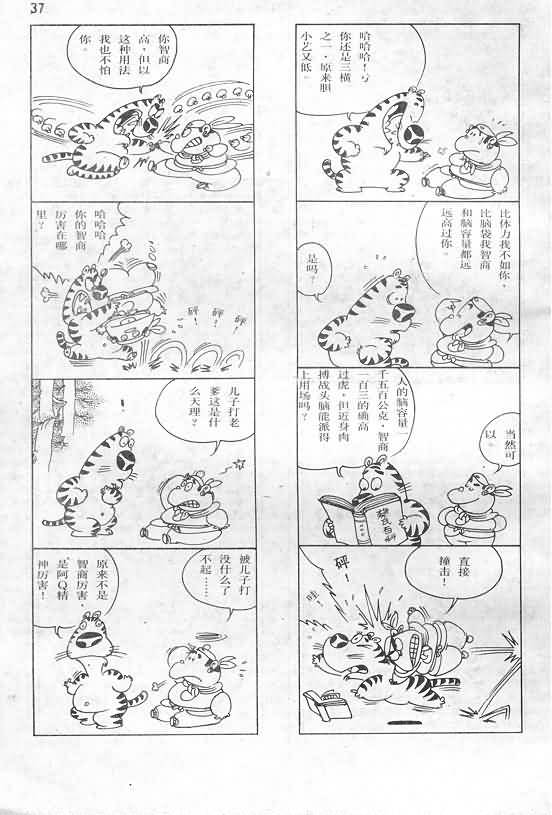 37
哈哈哈！
你还是三横
之一，原来胆
小艺又低。
比体力我不如你，
比脑袋我智商
和脑容量都远
远高过你。
是吗？
人的脑容量一
千五百公克，智商
一百三的确高
过虎，但近身肉
搏战头脑能派得
上用场吗？
当然可
以。
直接
撞击！
砰！
哇！
你智商
高，但以
这种用法
我也不怕
你。
哈哈哈
你的智商
厉害在哪
里？
砰！
砰！
砰！
儿子打老
爹这是什
么天理？
被儿子打
没什么了
不起……
原来不是
智商厉害，
是阿Q精
神厉害！